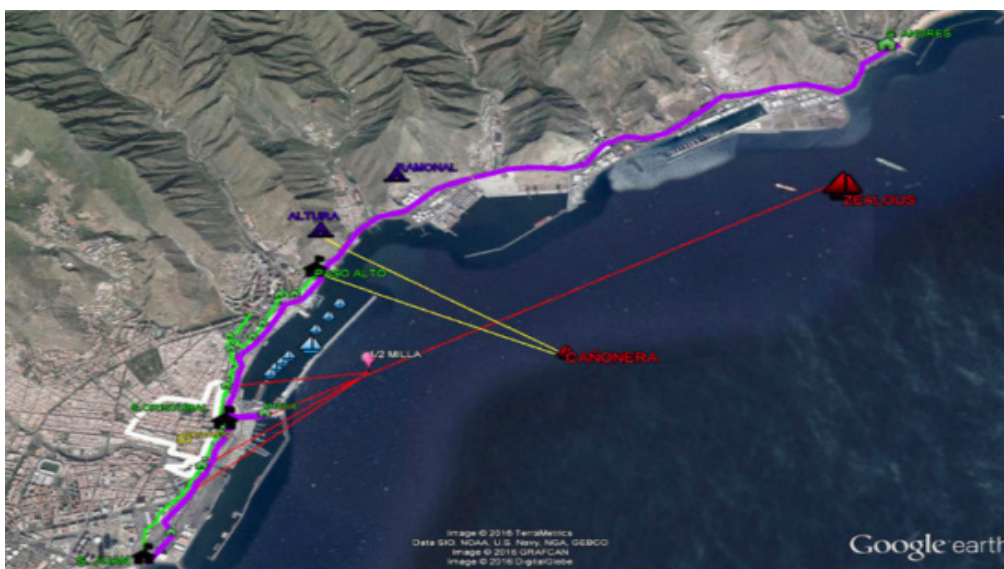 S. ANDRES
RAMONAL
ZEALOUS
ALTURA
PASO ALTO
1/2 MILLA
CAÑONERA
S.CRISTOBAL
S. JUAN
Image © 2016 TerraMetrics
Data SIO, NOAA, U.S. Navy, NGA, GEBCO
Image © 2016 GRAFCAN
Image © 2016 DigitalGlobe
Google earth